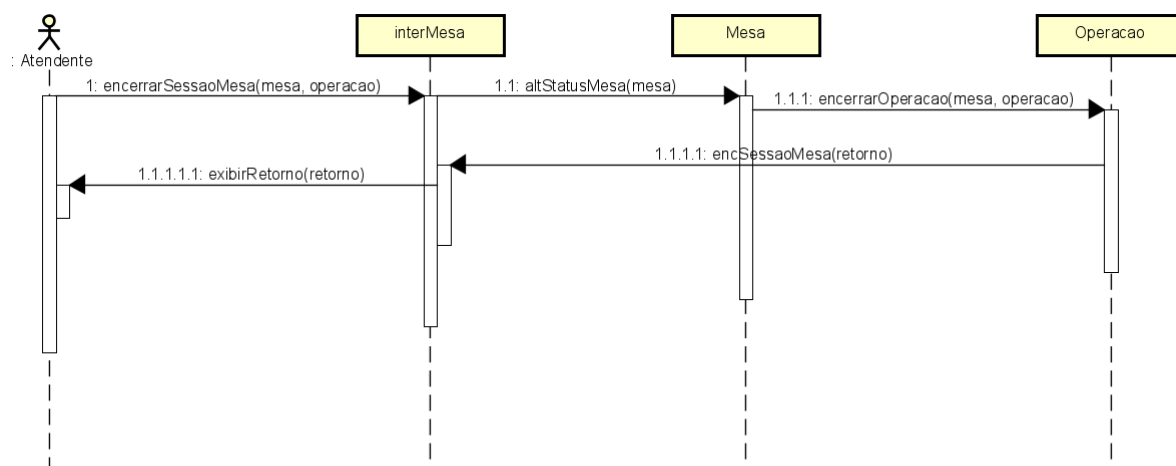 interMesa
Mesa
Operacao
: Atendente
1: encerrarSessaoMesa(mesa, operacao)
1.1: altStatusMesa(mesa)
1.1.1: encerrarOperacao(mesa, operacao)
1.1.1.1: encSessaoMesa(retorno)
1.1.1.1.1: exibirRetorno(retorno)